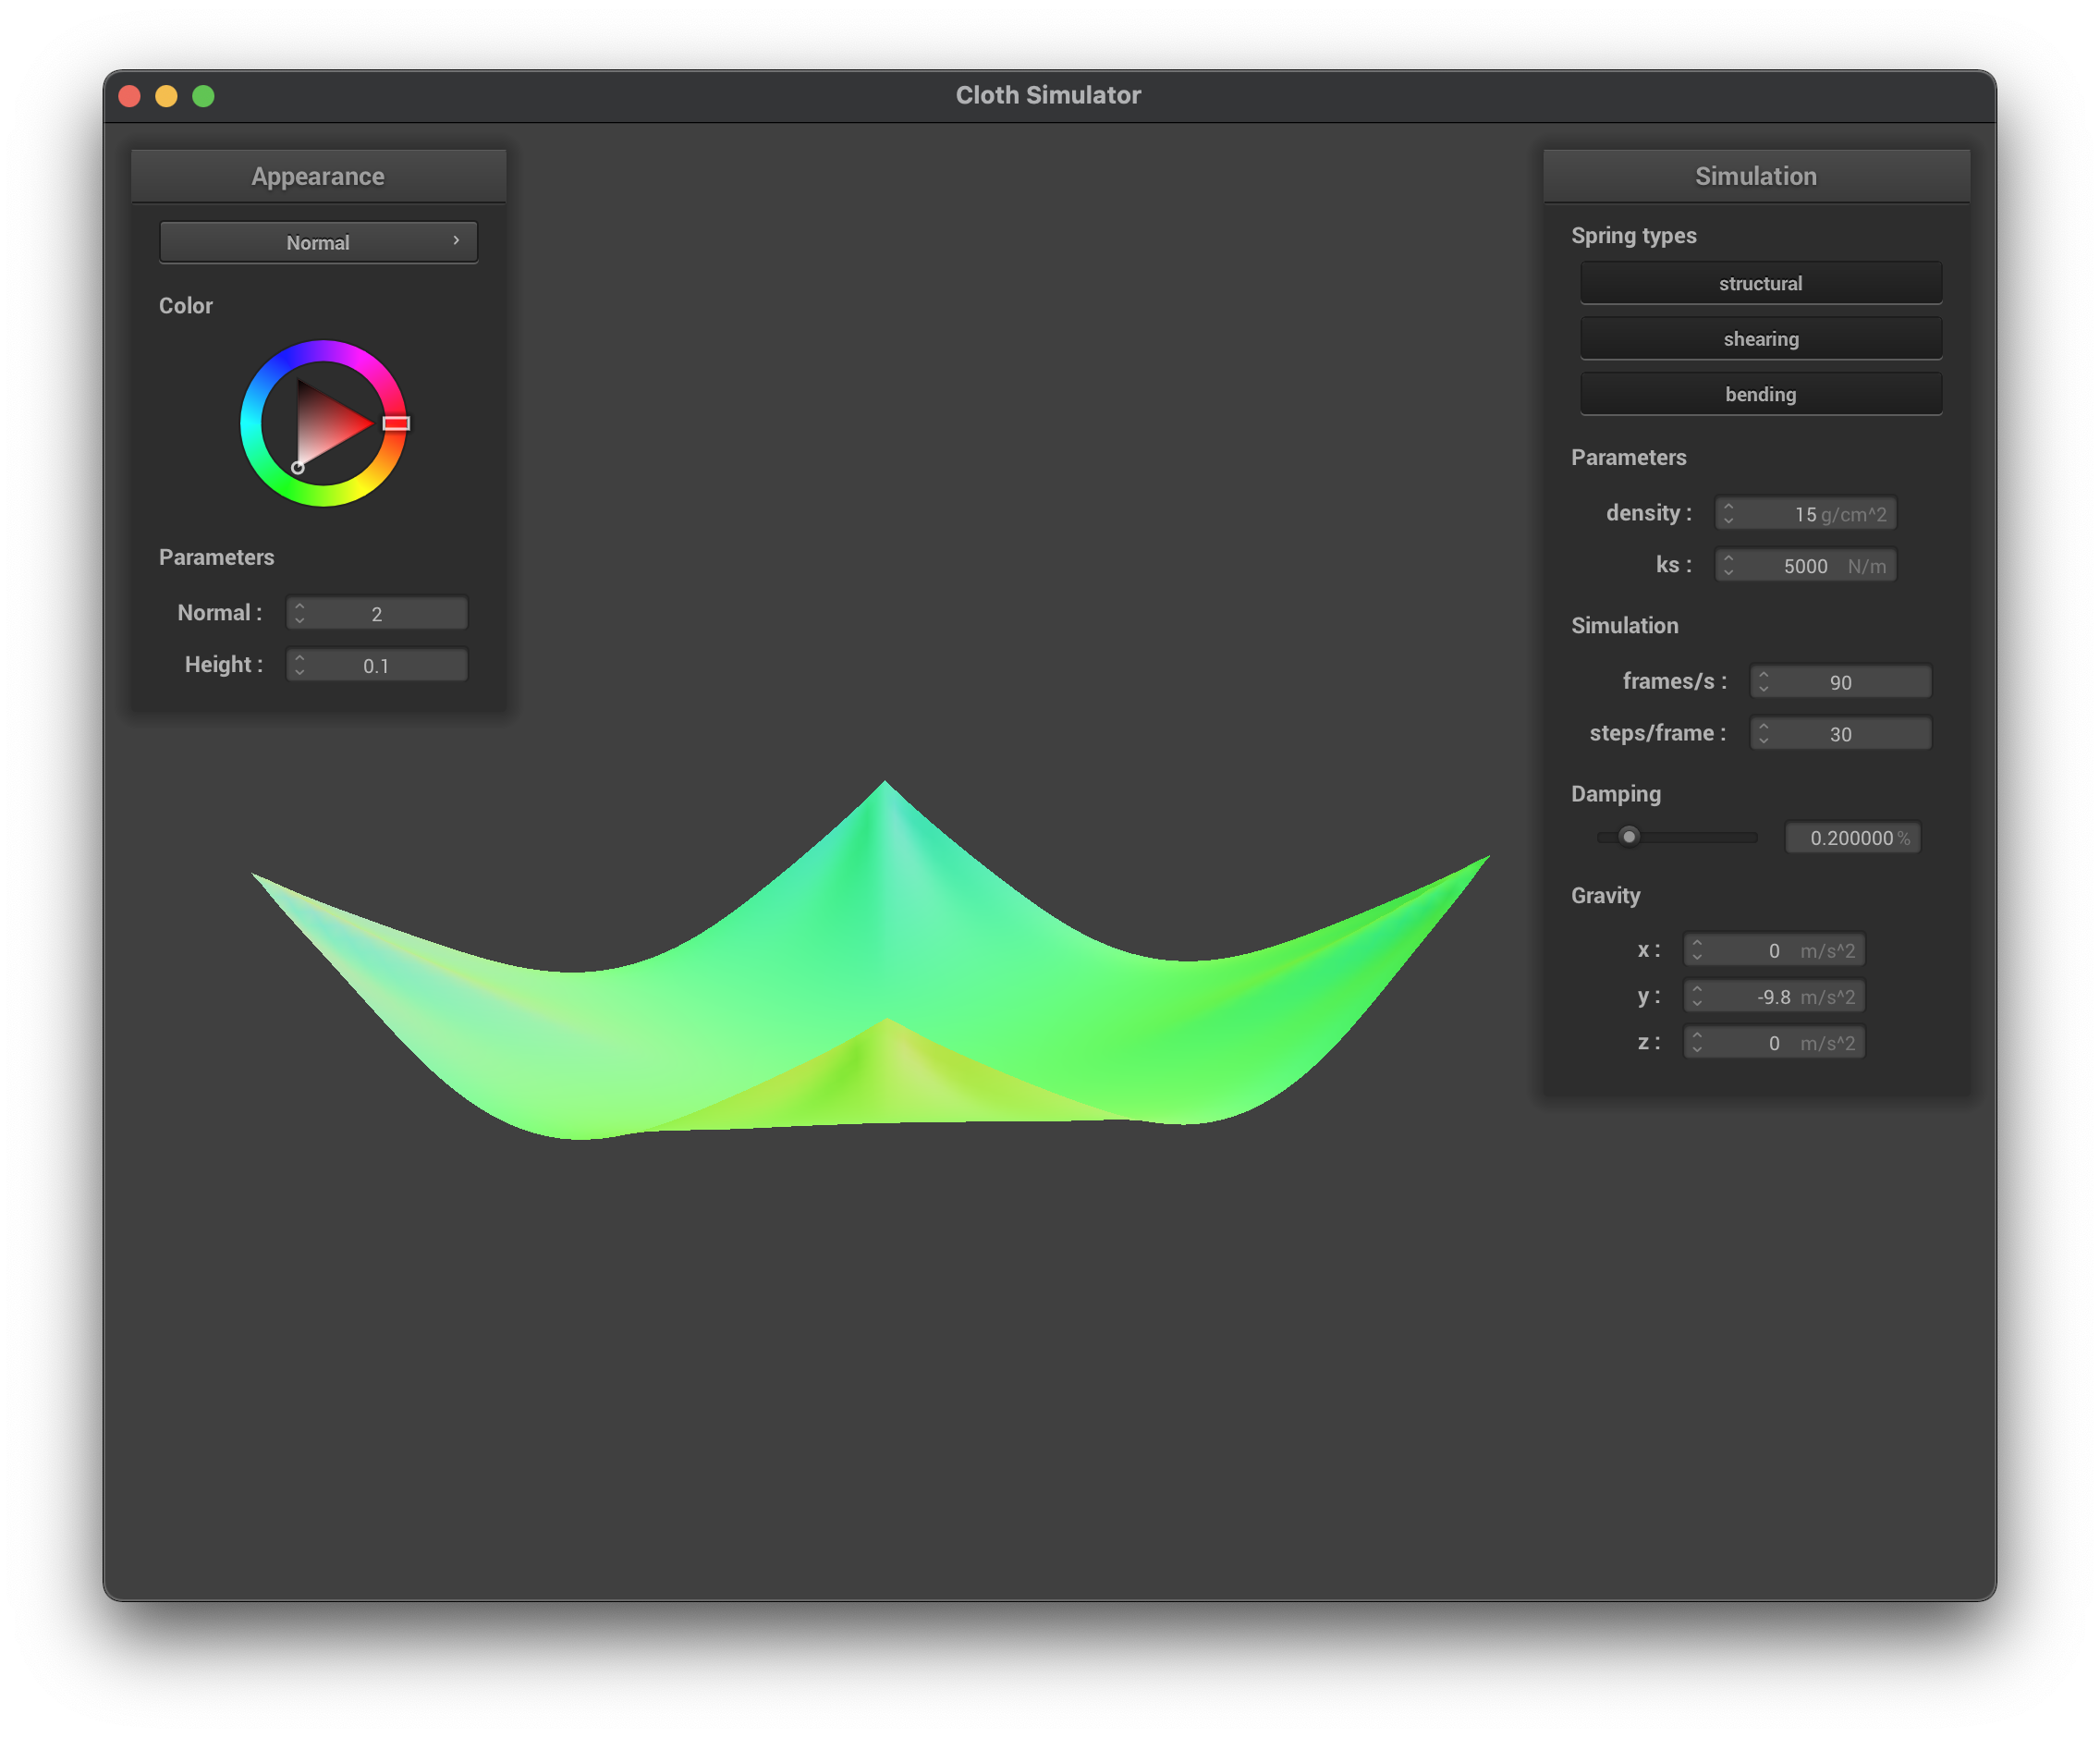 Cloth Simulator
Appearance
Normal
Color
Parameters
Normal : 2
Height : 0.1
Simulation
Spring types
structural
shearing
bending
Parameters
density : 15 g/cm^2
ks : 5000 N/m
Simulation
frames/s : 90
steps/frame : 30
Damping
0.200000 %
Gravity
x : 0 m/s^2
y : -9.8 m/s^2
z : 0 m/s^2